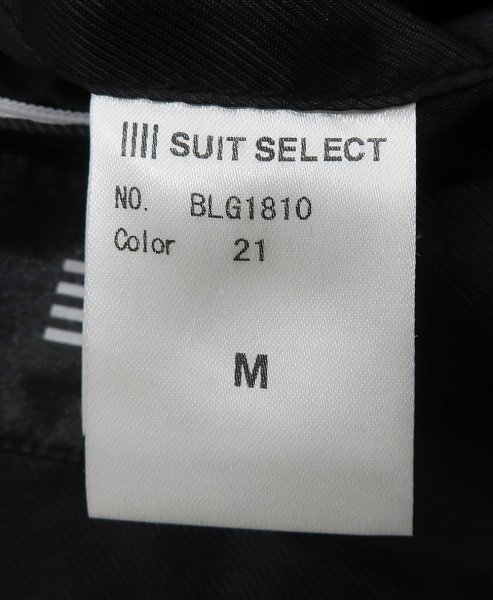 SUIT SELECT
NO. BLG1810
Color 21
M